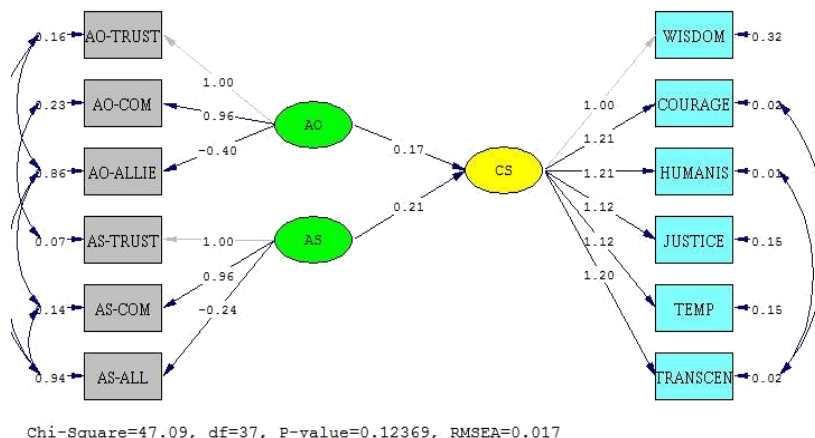 0.16 AO-TRUST
0.23 AO-COM
0.86 AO-ALLIE
0.07 AS-TRUST
0.14 AS-COM
0.94 AS-ALL
1.00
0.96
-0.40
AO
1.00
0.96
-0.24
AS
0.17
0.21
CS
1.00
1.21
1.21
1.12
1.12
1.20
WISDOM 0.32
COURAGE 0.02
HUMANIS 0.01
JUSTICE 0.15
TEMP 0.15
TRANSCEN 0.02
Chi-Square=47.09, df=37, P-value=0.12369, RMSEA=0.017